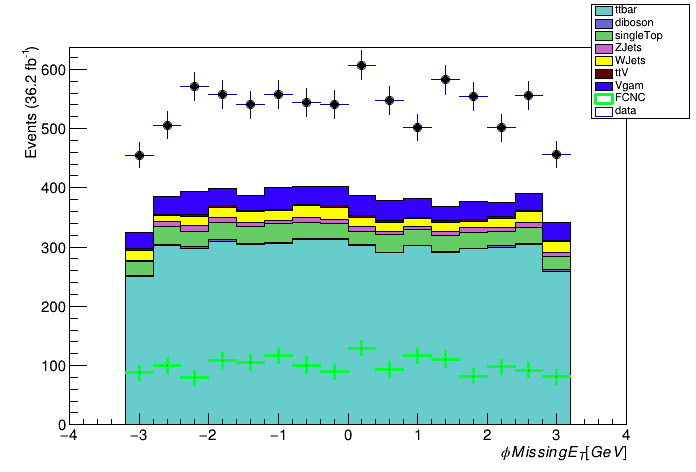 ttbar
diboson
singleTop
ZJets
WJets
ttV
Vgam
FCNC
data
Events (36.2 fb⁻¹)
600
500
400
300
200
100
0
−4 −3 −2 −1 0 1 2 3 4
ϕMissingE_T[GeV]